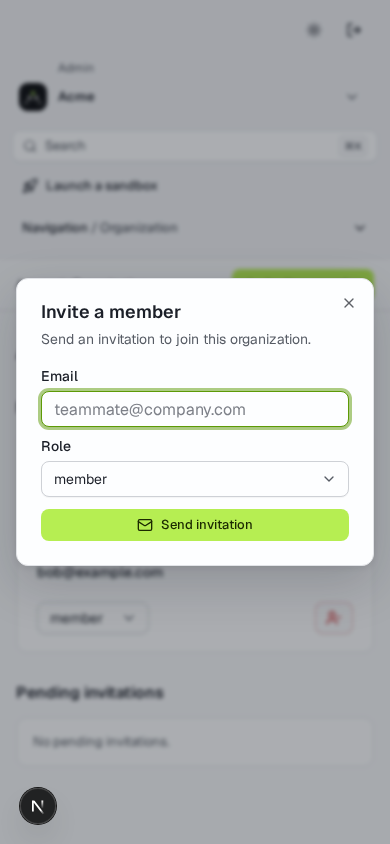 Admin
Acme
Search
⌘K
Launch a sandbox
Navigation / Organization
Invite a member
Send an invitation to join this organization.
Email
teammate@company.com
Role
member
Send invitation
bob@example.com
member
Pending invitations
No pending invitations.
N